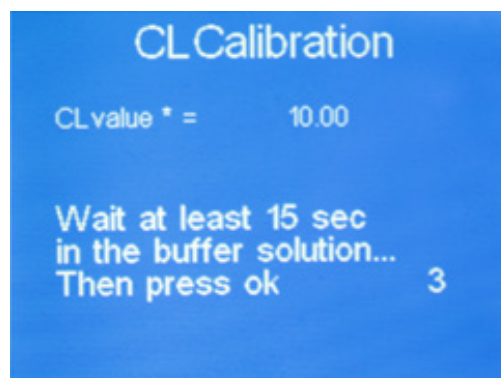 CL Calibration
CL value * = 10.00
Wait at least 15 sec
in the buffer solution...
Then press ok 3